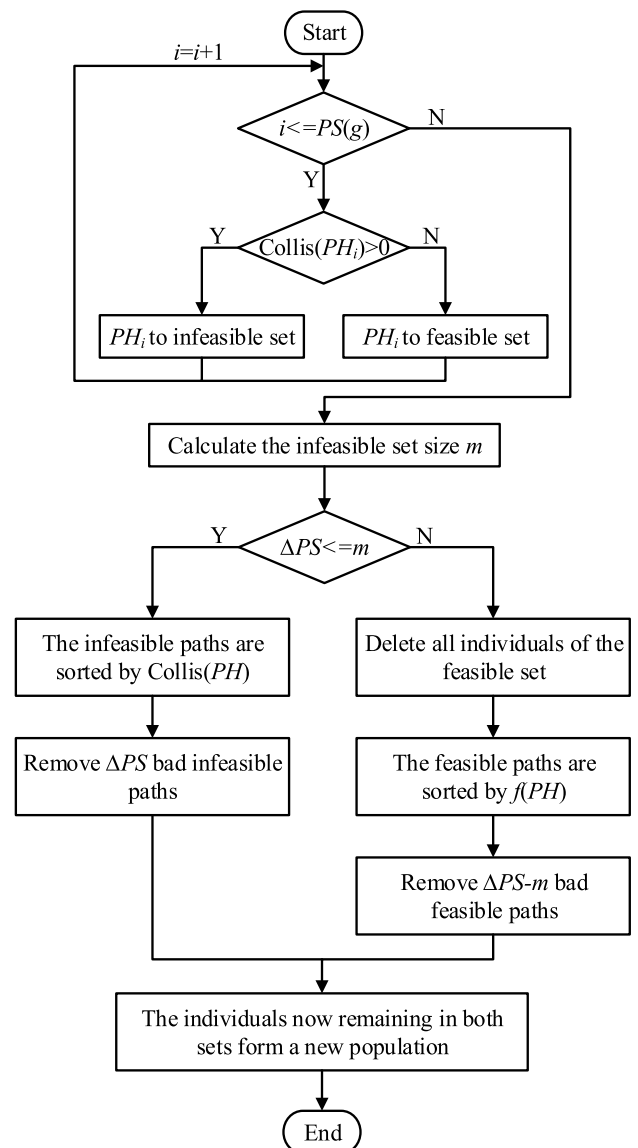 Start
i=i+1
i<=PS(g)
N
Y
Collis(PHᵢ)>0
Y
N
PHᵢ to infeasible set
PHᵢ to feasible set
Calculate the infeasible set size m
ΔPS<=m
Y
N
The infeasible paths are
sorted by Collis(PH)
Delete all individuals of the
feasible set
Remove ΔPS bad infeasible
paths
The feasible paths are
sorted by f(PH)
Remove ΔPS-m bad
feasible paths
The individuals now remaining in both
sets form a new population
End